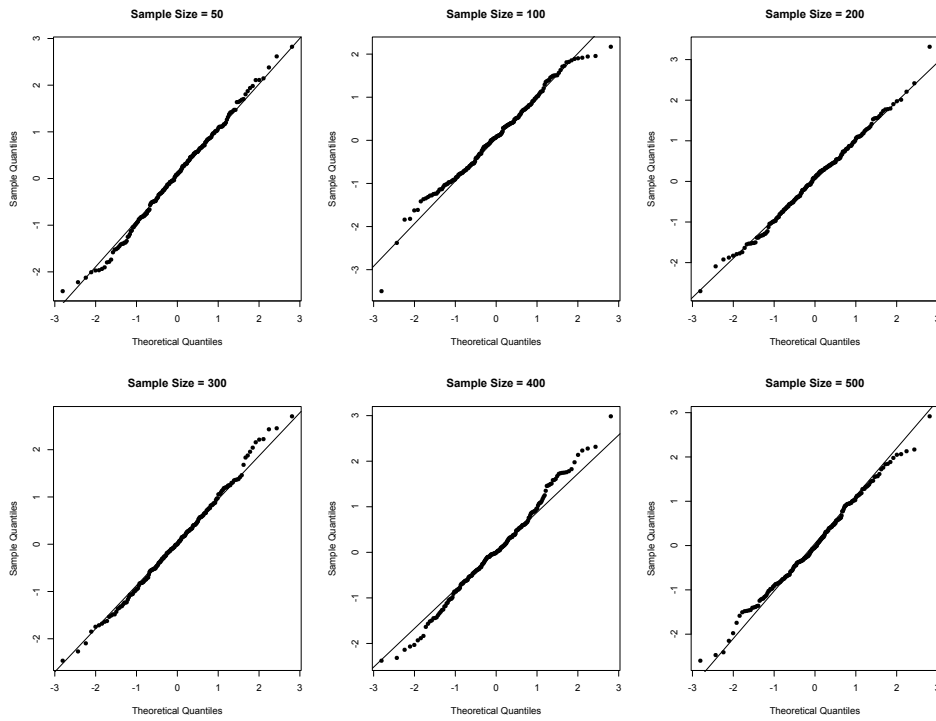 Sample Size = 50
Sample Quantiles
3
2
1
0
-1
-2
-3 -2 -1 0 1 2 3
Theoretical Quantiles
Sample Size = 100
Sample Quantiles
2
1
0
-1
-2
-3
-3 -2 -1 0 1 2 3
Theoretical Quantiles
Sample Size = 200
Sample Quantiles
3
2
1
0
-1
-2
-3 -2 -1 0 1 2 3
Theoretical Quantiles
Sample Size = 300
Sample Quantiles
2
1
0
-1
-2
-3 -2 -1 0 1 2 3
Theoretical Quantiles
Sample Size = 400
Sample Quantiles
3
2
1
0
-1
-2
-3 -2 -1 0 1 2 3
Theoretical Quantiles
Sample Size = 500
Sample Quantiles
3
2
1
0
-1
-2
-3 -2 -1 0 1 2 3
Theoretical Quantiles